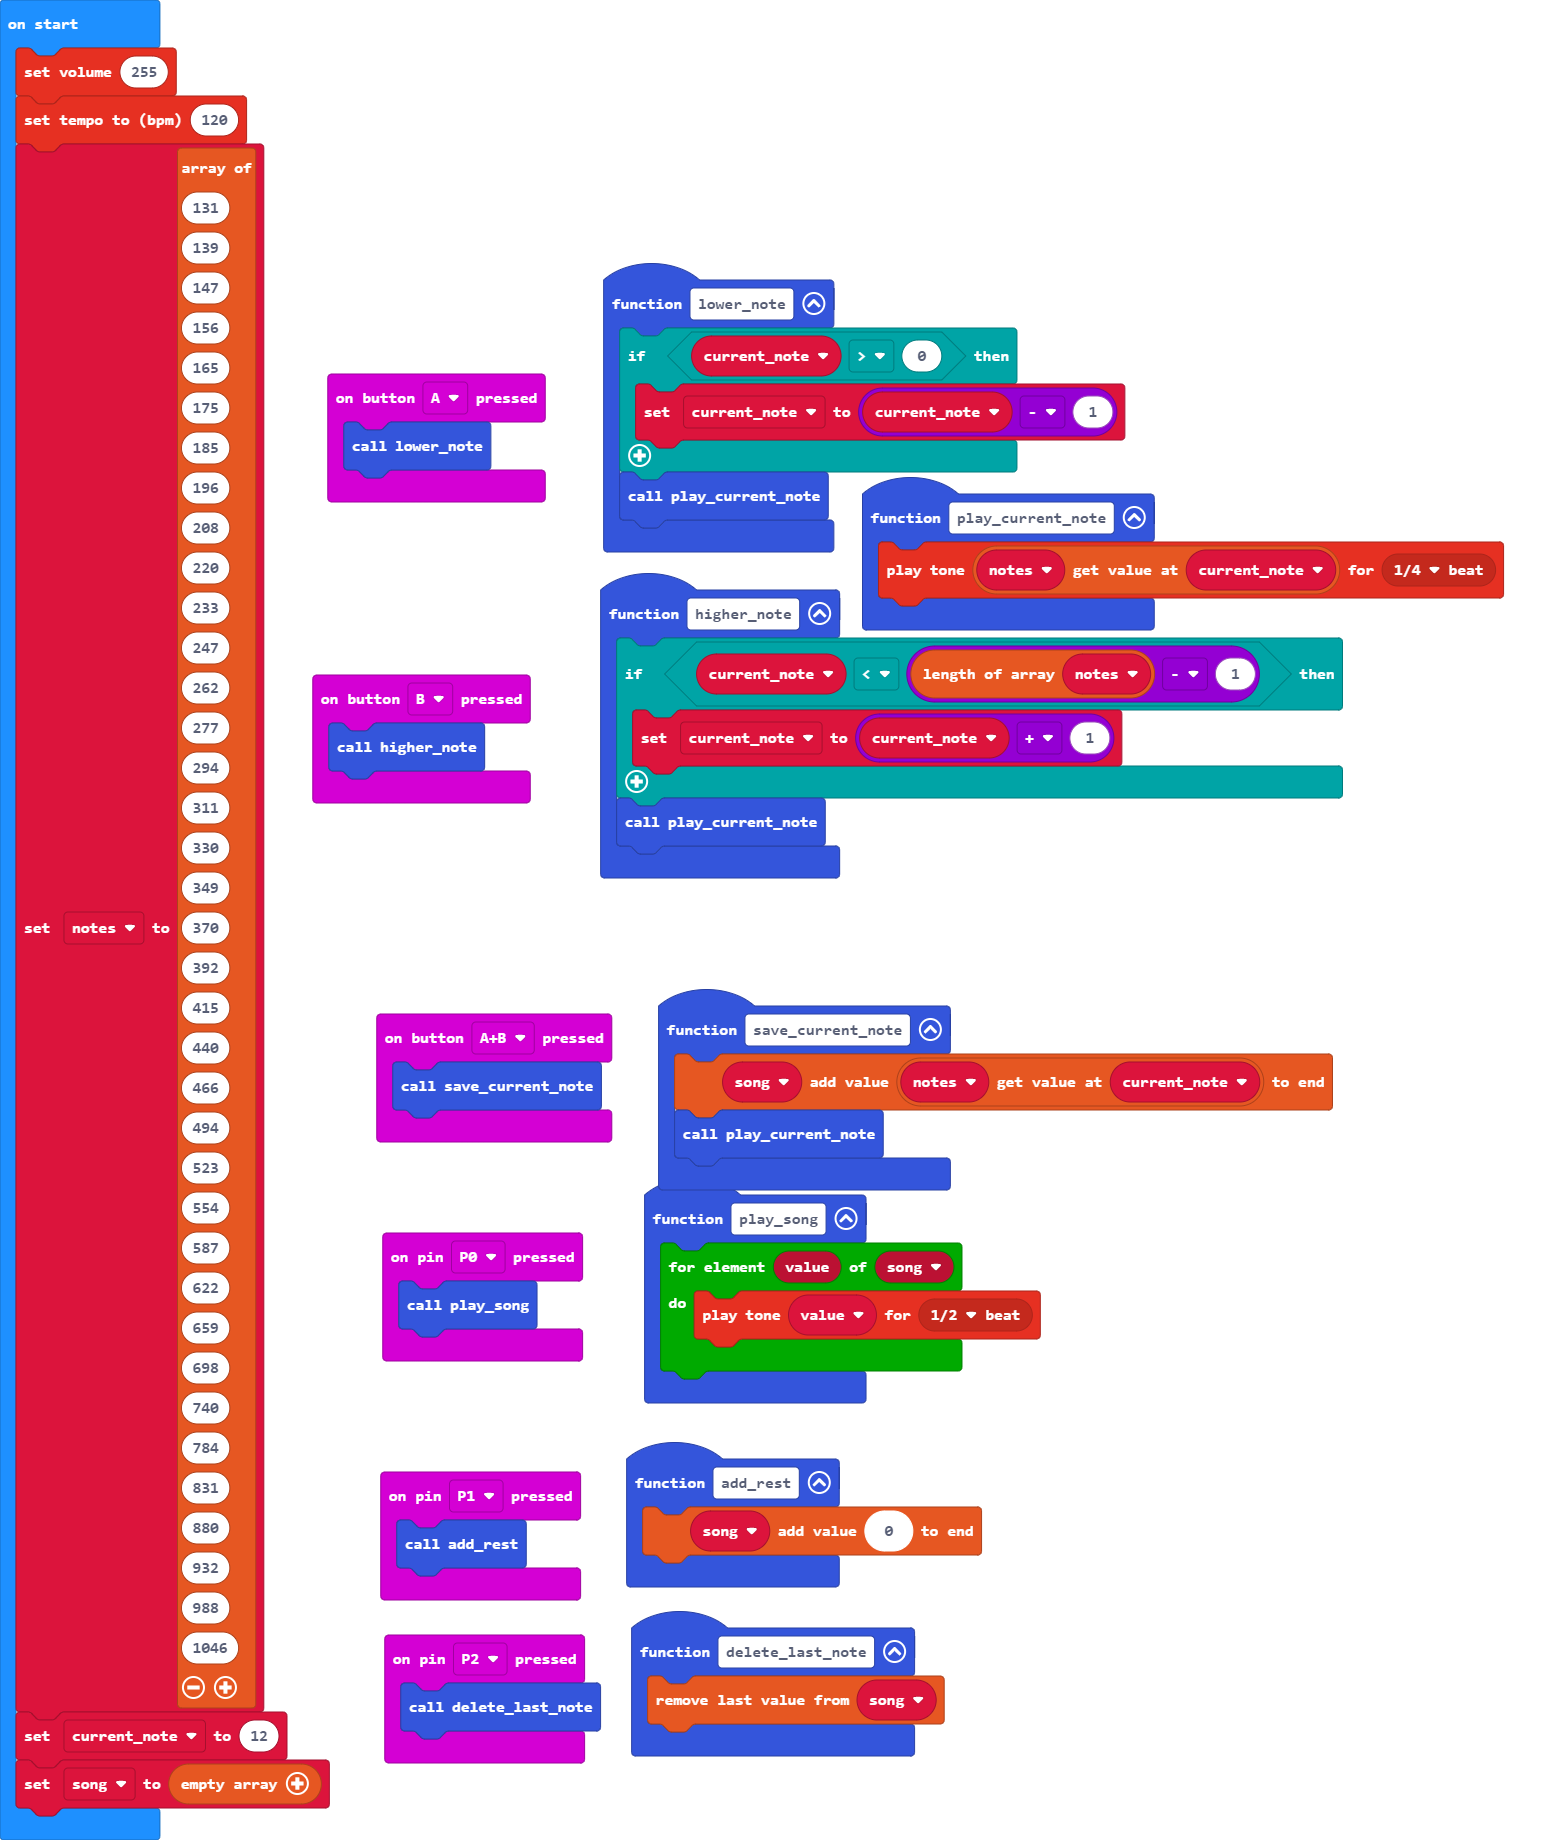 on start
set volume 255
set tempo to (bpm) 120
set notes to array of
131
139
147
156
165
175
185
196
208
220
233
247
262
277
294
311
330
349
370
392
415
440
466
494
523
554
587
622
659
698
740
784
831
880
932
988
1046
set current_note to 12
set song to empty array
on button A pressed
call lower_note
function lower_note
if current_note > 0 then
set current_note to current_note - 1
call play_current_note
function play_current_note
play tone notes get value at current_note for 1/4 beat
on button B pressed
call higher_note
function higher_note
if current_note < length of array notes - 1 then
set current_note to current_note + 1
call play_current_note
on button A+B pressed
call save_current_note
function save_current_note
song add value notes get value at current_note to end
call play_current_note
on pin P0 pressed
call play_song
function play_song
for element value of song
do play tone value for 1/2 beat
on pin P1 pressed
call add_rest
function add_rest
song add value 0 to end
on pin P2 pressed
call delete_last_note
function delete_last_note
remove last value from song